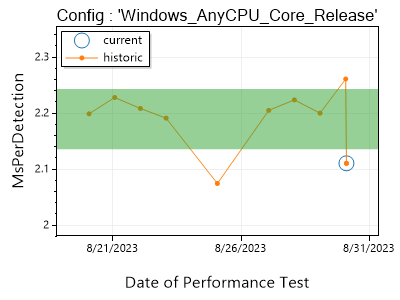 Config : 'Windows_AnyCPU_Core_Release'
current
historic
2.3
2.2
2.1
2
MsPerDetection
8/21/2023
8/26/2023
8/31/2023
Date of Performance Test